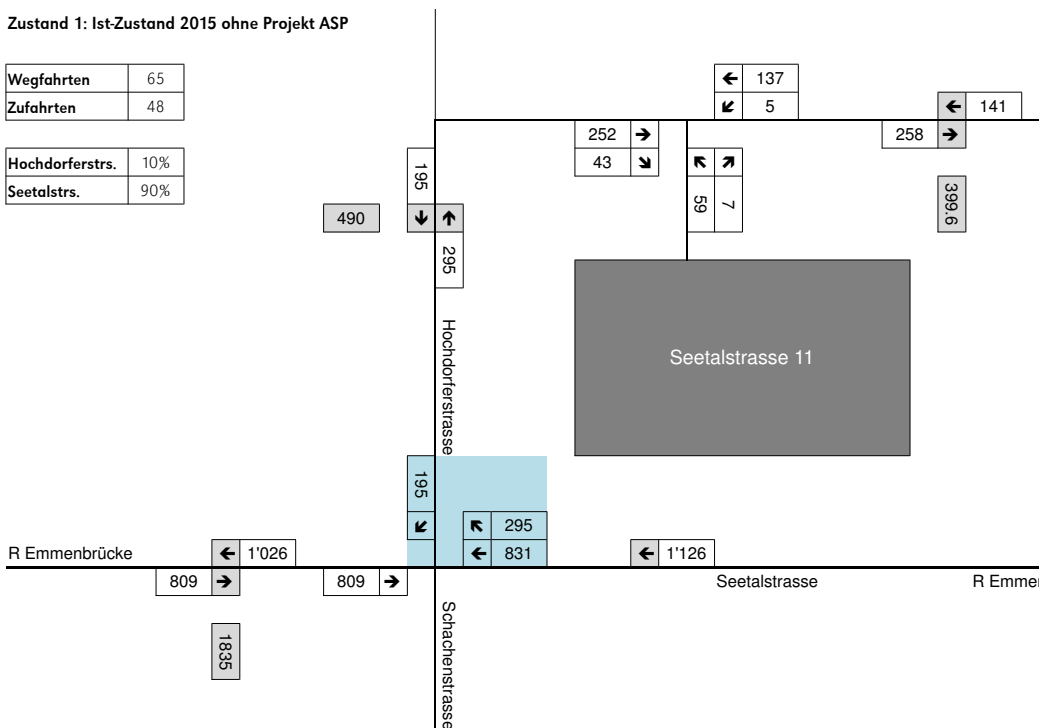 Zustand 1: Ist-Zustand 2015 ohne Projekt ASP
Wegfahrten 65
Zufahrten 48
Hochdorferstrs. 10%
Seetalstrs. 90%
← 137
↙ 5
← 141
252 →
43 ↘
258 →
195
↖ ↗
59 7
399.6
490
↓ ↑
295
Hochdorferstrasse
Seetalstrasse 11
195
↙
↖ 295
← 831
R Emmenbrücke
← 1'026
← 1'126
809 →
809 →
Seetalstrasse
R Emmen
1835
Schachenstrasse